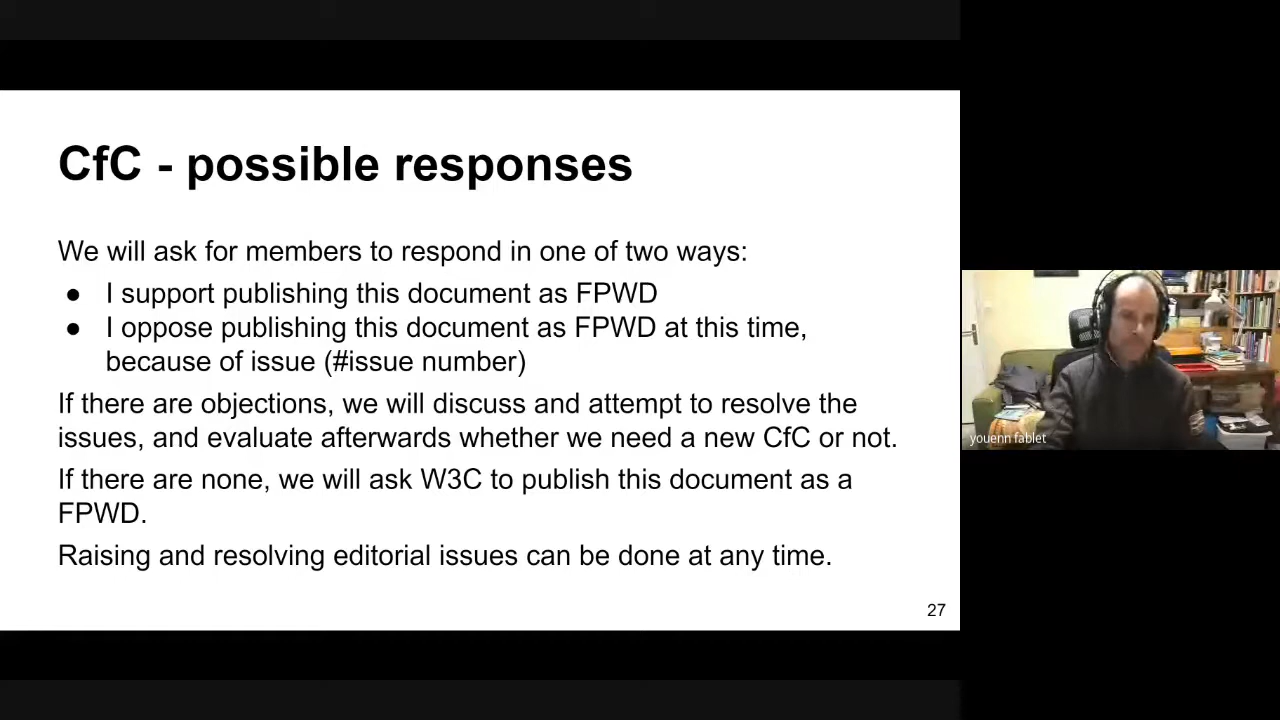 CfC - possible responses
We will ask for members to respond in one of two ways:
● I support publishing this document as FPWD
● I oppose publishing this document as FPWD at this time,
because of issue (#issue number)
If there are objections, we will discuss and attempt to resolve the
issues, and evaluate afterwards whether we need a new CfC or not.
If there are none, we will ask W3C to publish this document as a
FPWD.
Raising and resolving editorial issues can be done at any time.
27
youenn fablet